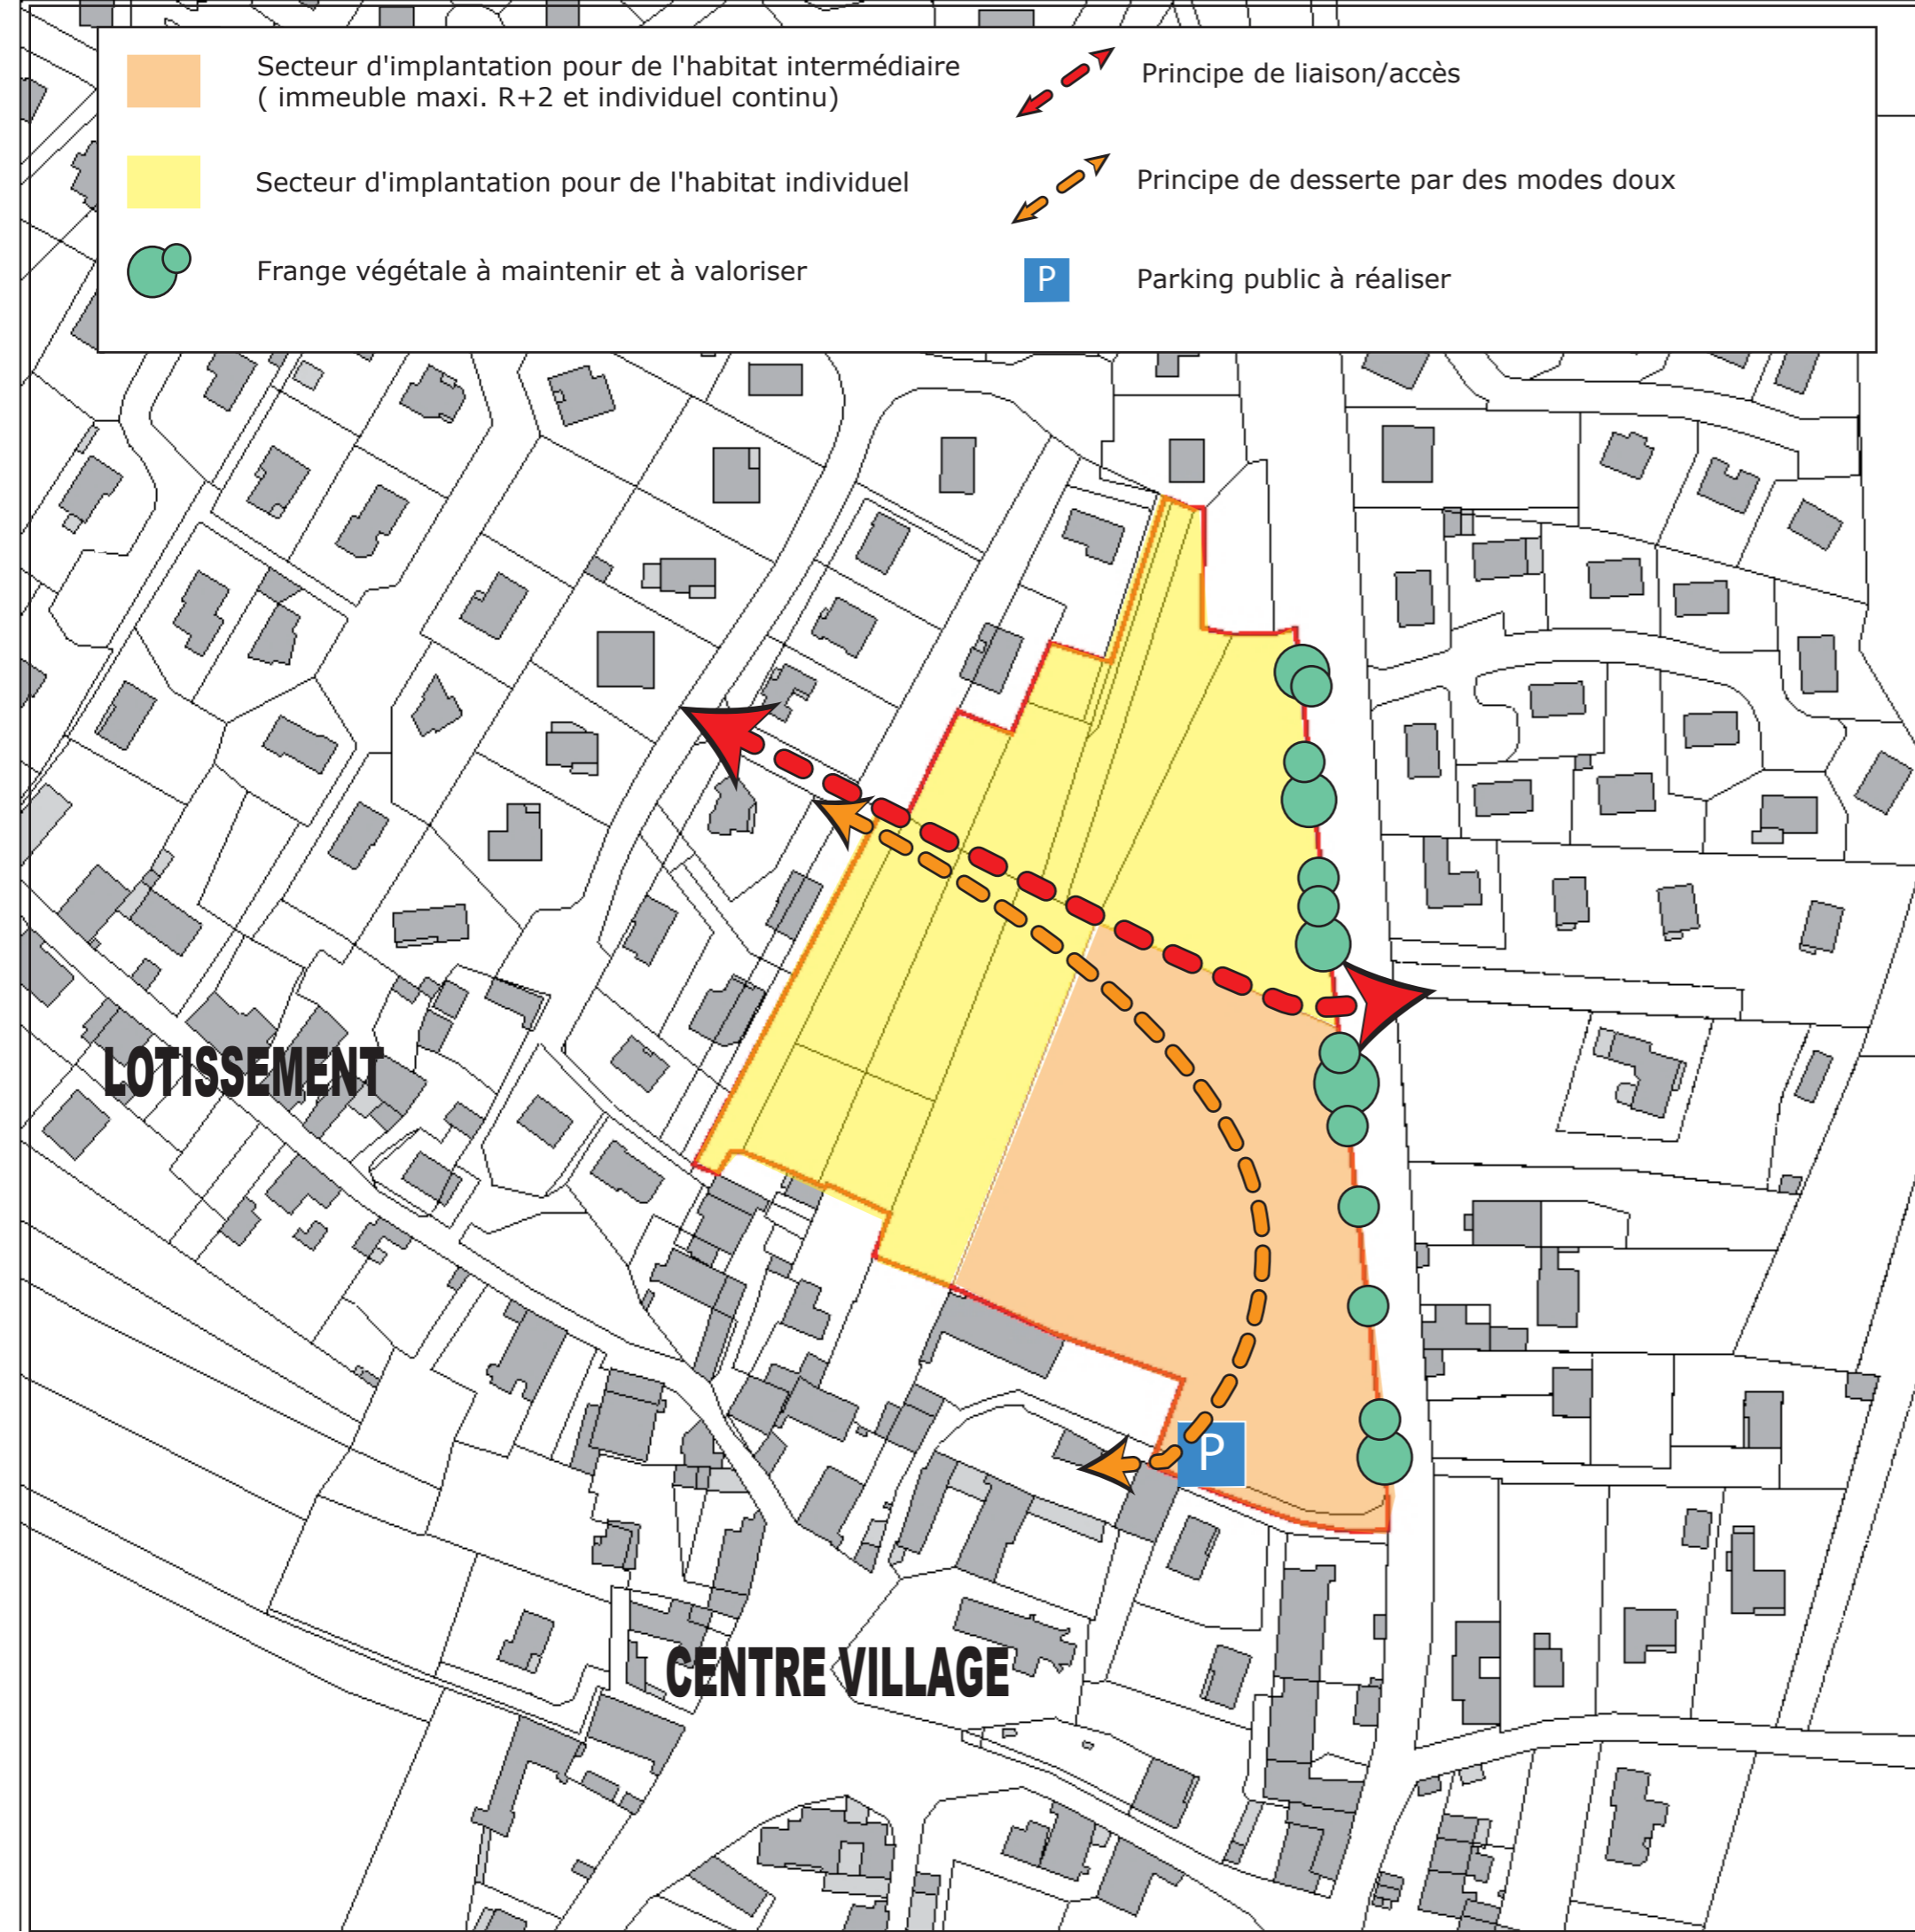 Secteur d'implantation pour de l'habitat intermédiaire
( immeuble maxi. R+2 et individuel continu)
Secteur d'implantation pour de l'habitat individuel
Frange végétale à maintenir et à valoriser
Principe de liaison/accès
Principe de desserte par des modes doux
P
Parking public à réaliser
LOTISSEMENT
P
CENTRE VILLAGE